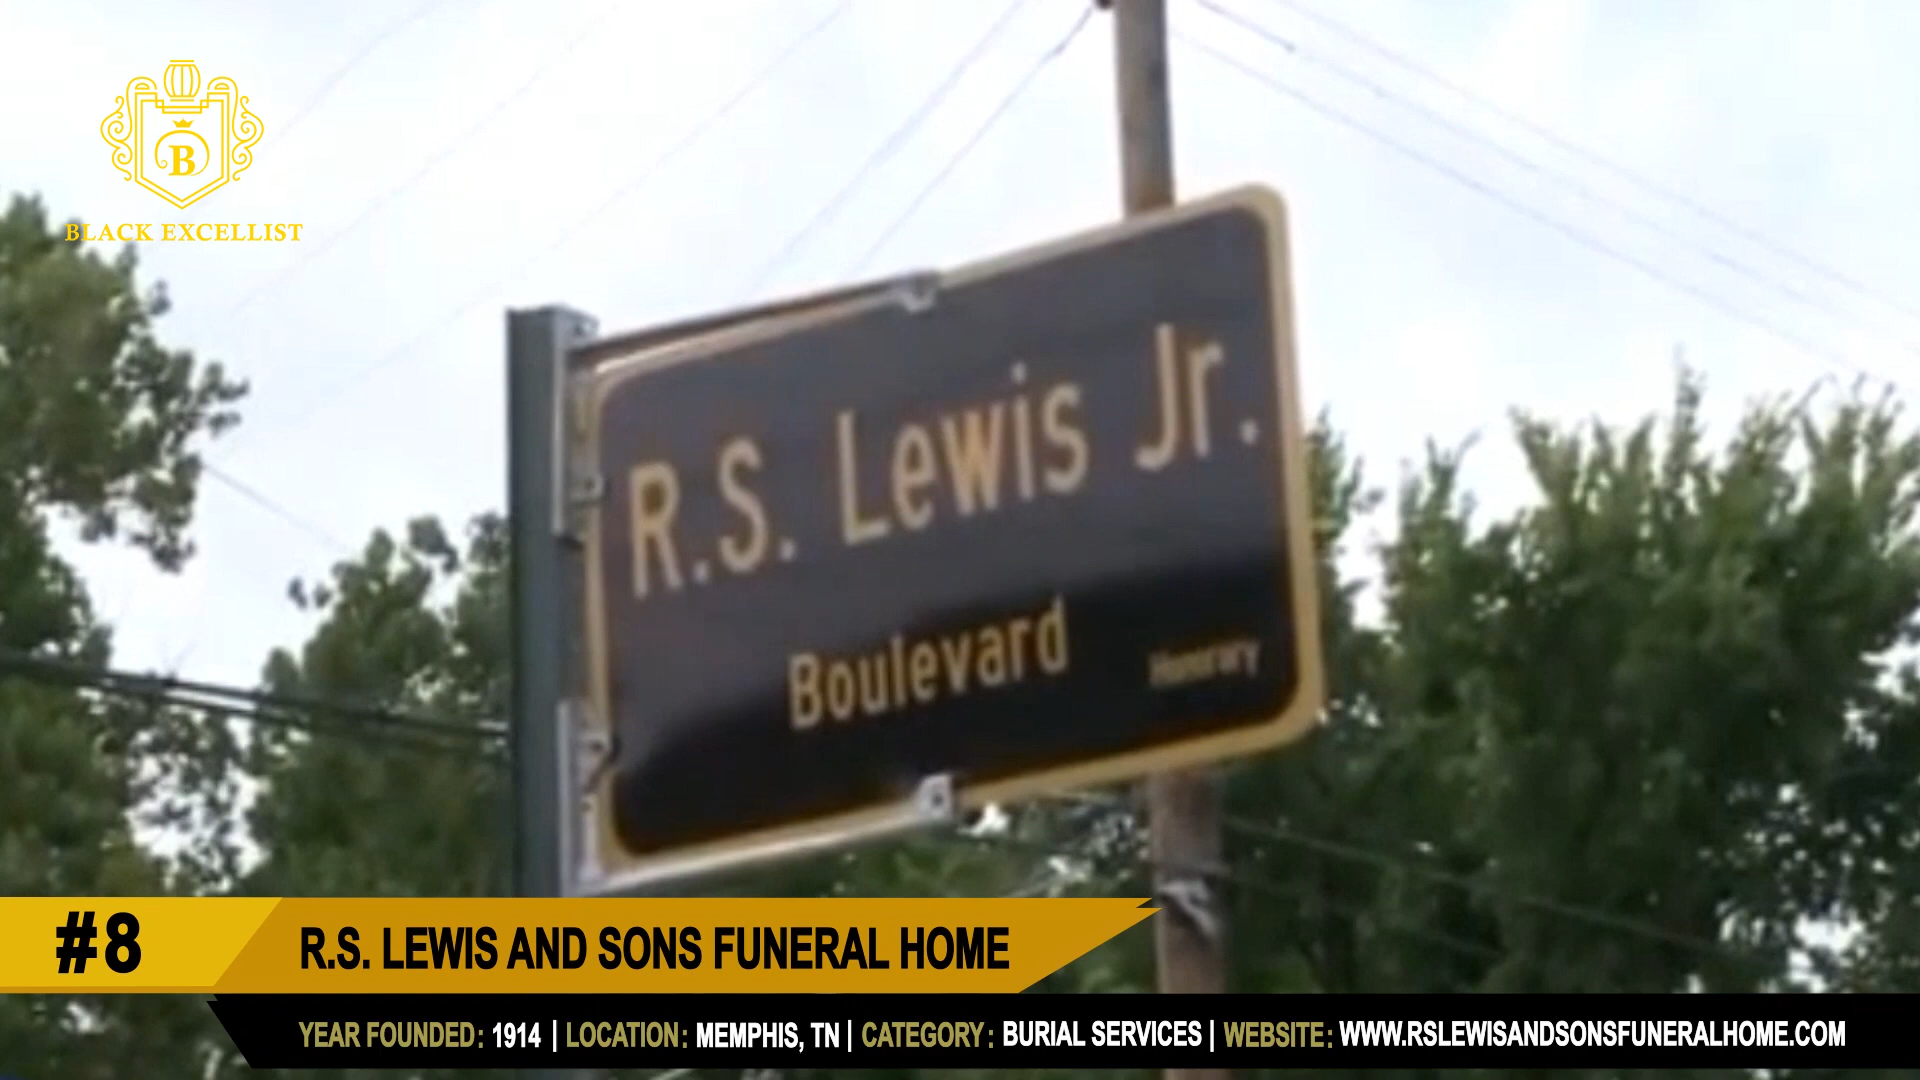 B
BLACK EXCELLIST
R.S. Lewis Jr.
Boulevard
Honorary
#8
R.S. LEWIS AND SONS FUNERAL HOME
YEAR FOUNDED: 1914 | LOCATION: MEMPHIS, TN | CATEGORY: BURIAL SERVICES | WEBSITE: WWW.RSLEWISANDSONSFUNERALHOME.COM